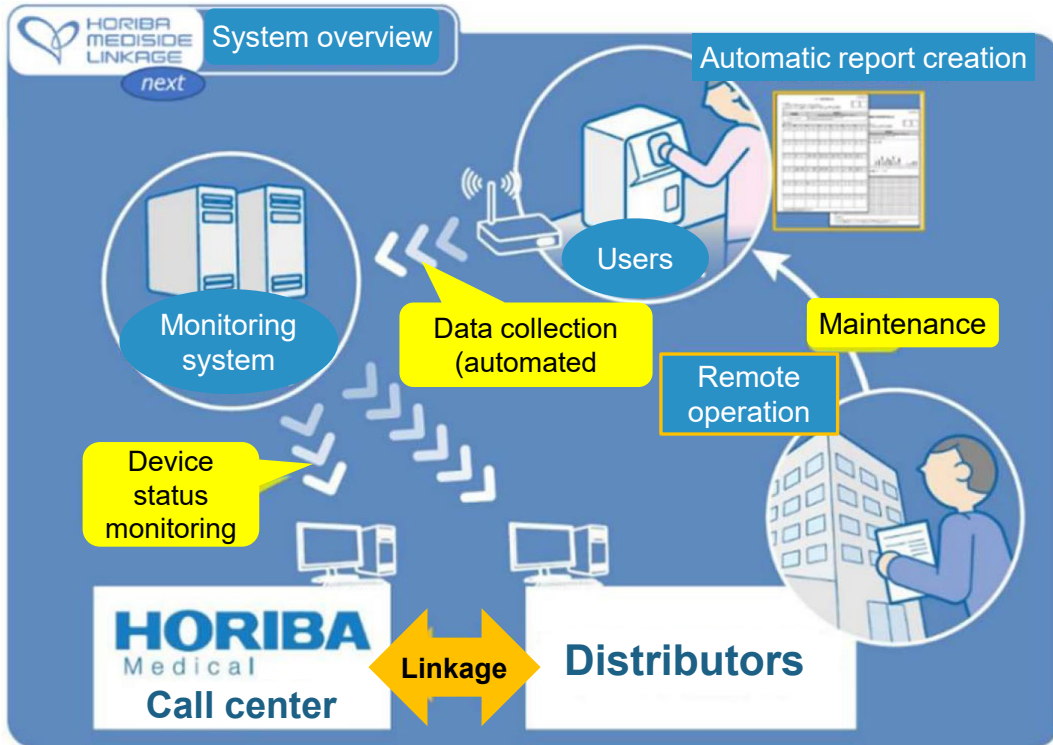 HORIBA
MEDISIDE
LINKAGE
next
System overview
Automatic report creation
Users
Monitoring
system
Data collection
(automated
Maintenance
Remote
operation
Device
status
monitoring
HORIBA
Medical
Call center
Linkage
Distributors